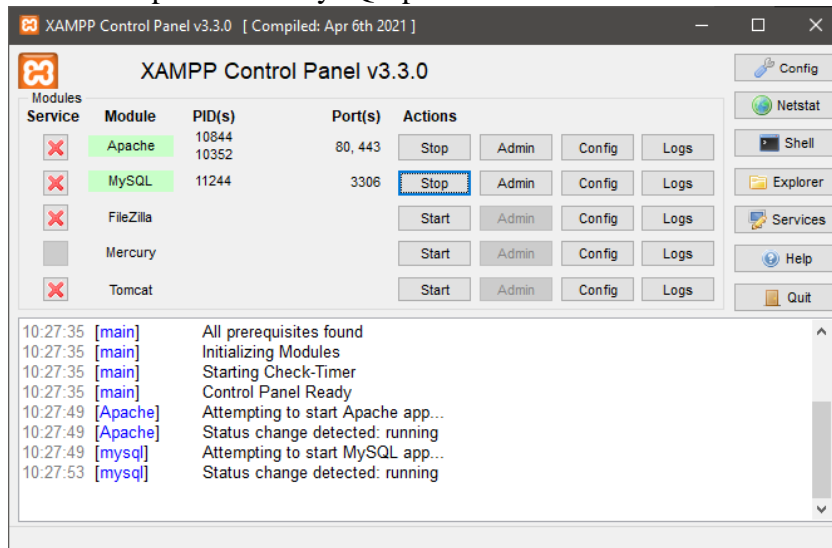 XAMPP Control Panel v3.3.0 [ Compiled: Apr 6th 2021 ]
XAMPP Control Panel v3.3.0
Config
Modules
Service Module PID(s) Port(s) Actions
Netstat
Apache 10844 10352 80, 443 Stop Admin Config Logs
Shell
MySQL 11244 3306 Stop Admin Config Logs
Explorer
FileZilla Start Admin Config Logs
Services
Mercury Start Admin Config Logs
Help
Tomcat Start Admin Config Logs
Quit
10:27:35 [main] All prerequisites found
10:27:35 [main] Initializing Modules
10:27:35 [main] Starting Check-Timer
10:27:35 [main] Control Panel Ready
10:27:49 [Apache] Attempting to start Apache app...
10:27:49 [Apache] Status change detected: running
10:27:49 [mysql] Attempting to start MySQL app...
10:27:53 [mysql] Status change detected: running